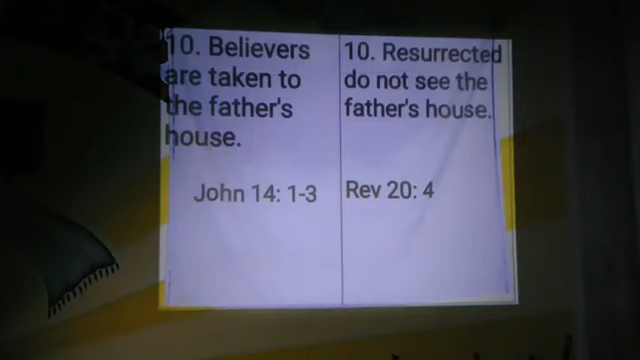 10. Believers
are taken to
the father's
house.
John 14: 1-3
10. Resurrected
do not see the
father's house.
Rev 20: 4